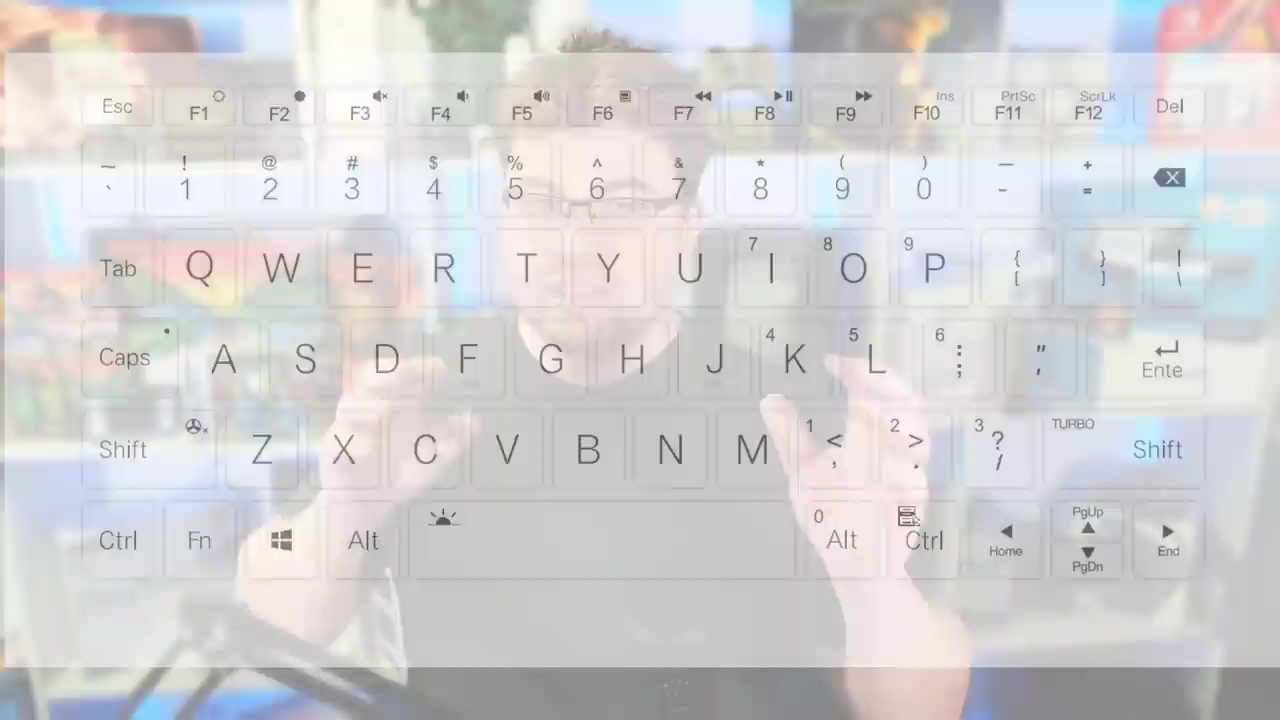 Esc F1 F2 F3 F4 F5 F6 F7 F8 F9 Ins F10 PrtSc F11 ScrLk F12 Del
~ ` ! 1 @ 2 # 3 $ 4 % 5 ^ 6 & 7 * 8 ( 9 ) 0 — - + =
Tab Q W E R T Y U 7 I 8 O 9 P { [ } ] | \
Caps A S D F G H J 4 K 5 L 6 : ; " ' Ente
Shift Z X C V B N M 1 < , 2 > . 3 ? / TURBO Shift
Ctrl Fn Alt 0 Alt Ctrl Home PgUp PgDn End